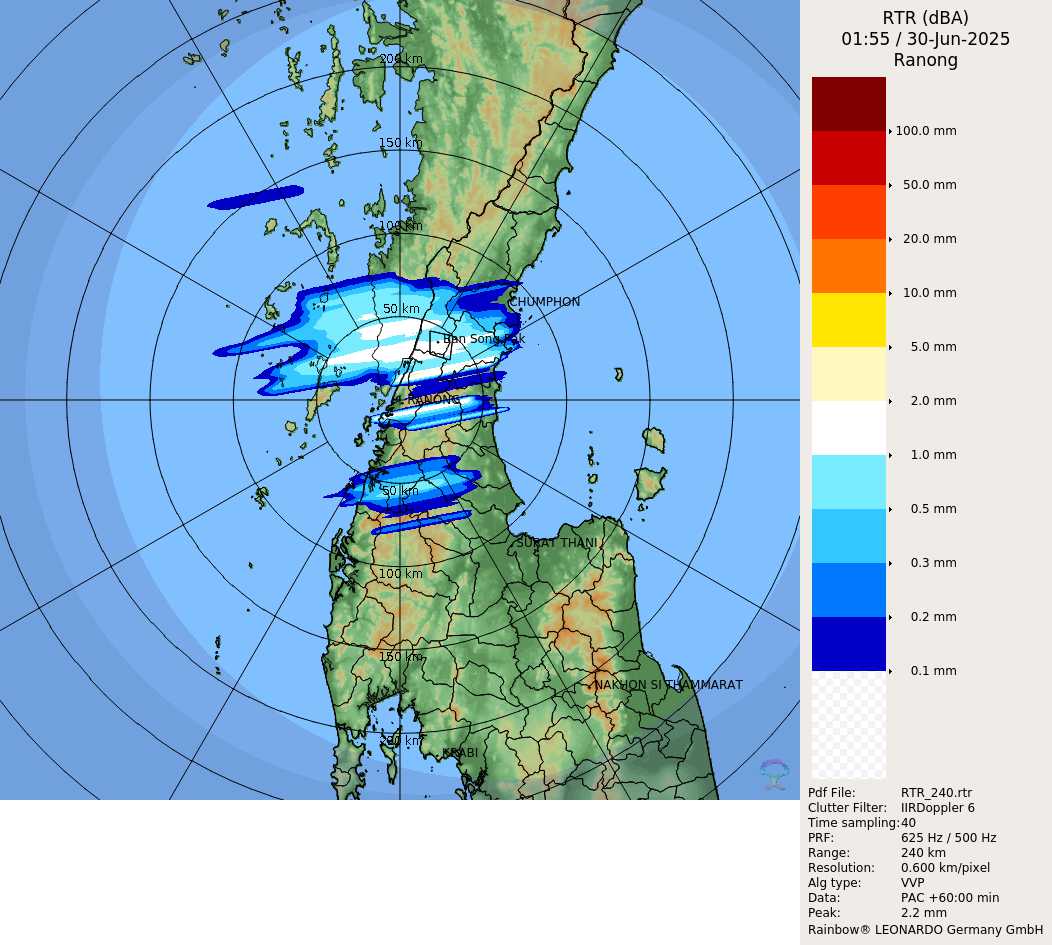 RTR (dBA)
01:55 / 30-Jun-2025
Ranong
200 km
150 km
100 km
50 km
CHUMPHON
Ban Song Pak
RANONG
50 km
SURAT THANI
100 km
150 km
NAKHON SI THAMMARAT
200 km
KRABI
100.0 mm
50.0 mm
20.0 mm
10.0 mm
5.0 mm
2.0 mm
1.0 mm
0.5 mm
0.3 mm
0.2 mm
0.1 mm
Pdf File: RTR_240.rtr
Clutter Filter: IIRDoppler 6
Time sampling: 40
PRF: 625 Hz / 500 Hz
Range: 240 km
Resolution: 0.600 km/pixel
Alg type: VVP
Data: PAC +60:00 min
Peak: 2.2 mm
Rainbow® LEONARDO Germany GmbH